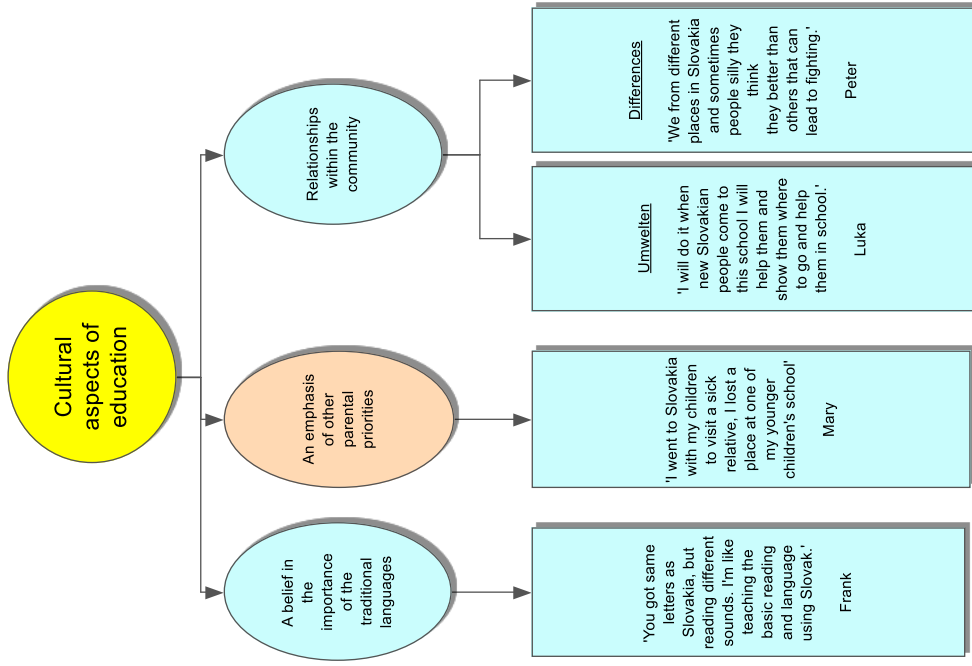 Cultural
aspects of
education
A belief in
the
importance
of the
traditional
languages
An emphasis
of other
parental
priorities
Relationships
within the
community
'You got same
letters as
Slovakia, but
reading different
sounds. I'm like
teaching the
basic reading
and language
using Slovak.'
Frank
'I went to Slovakia
with my children
to visit a sick
relative, I lost a
place at one of
my younger
children's school'
Mary
Umwelten
'I will do it when
new Slovakian
people come to
this school I will
help them and
show them where
to go and help
them in school.'
Luka
Differences
'We from different
places in Slovakia
and sometimes
people silly they
think
they better than
others that can
lead to fighting.'
Peter